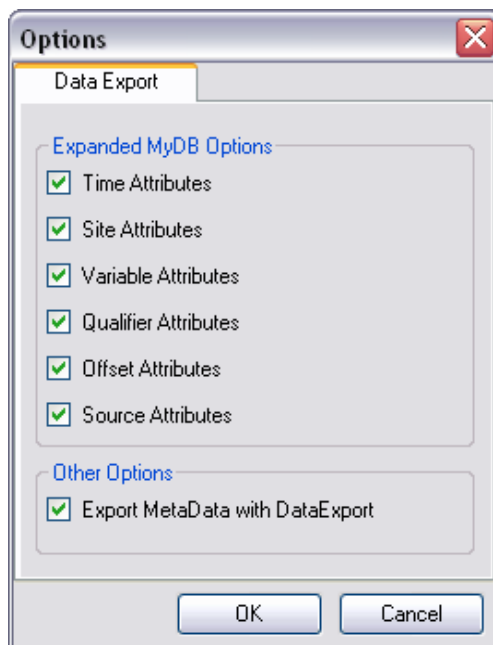 Options
Data Export
Expanded MyDB Options
Time Attributes
Site Attributes
Variable Attributes
Qualifier Attributes
Offset Attributes
Source Attributes
Other Options
Export MetaData with DataExport
OK Cancel